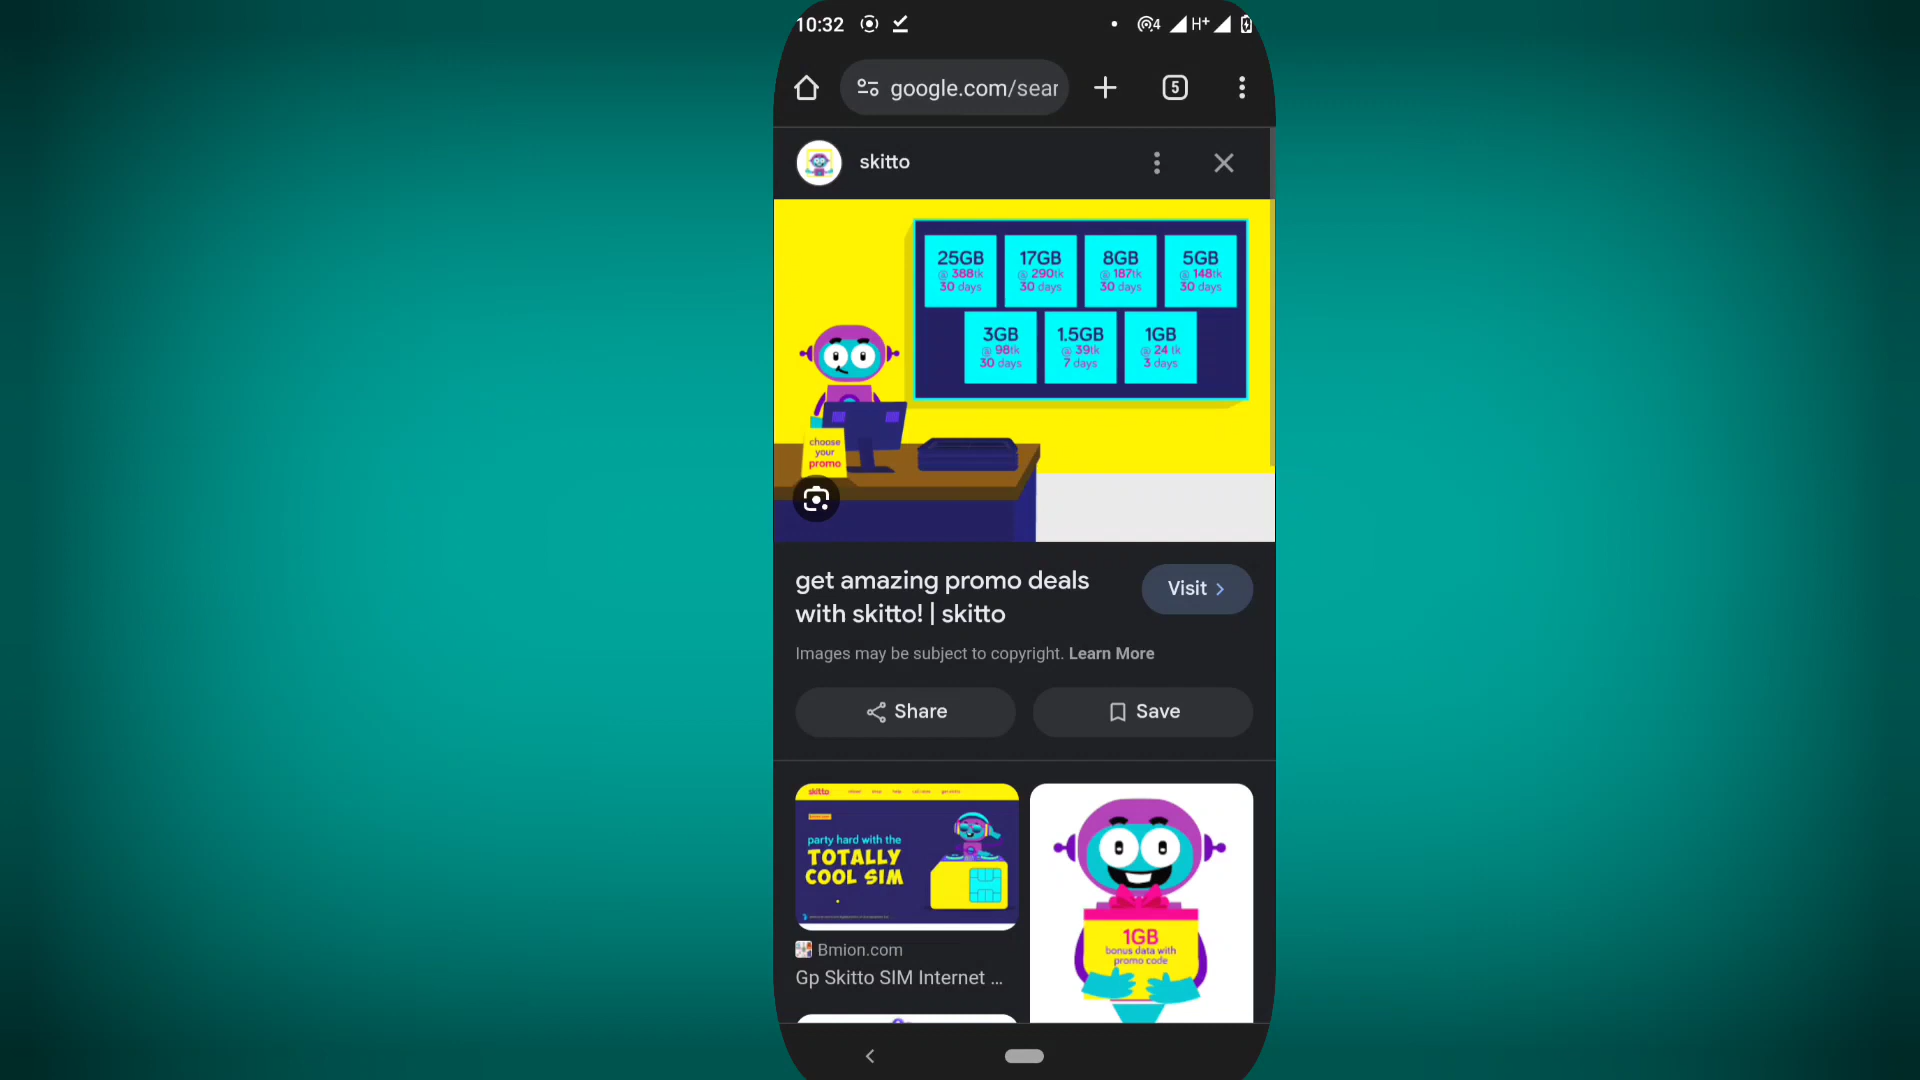 10:32
4 H+
google.com/sear
5
skitto
25GB 17GB 8GB 5GB
@ 388tk @ 290tk @ 187tk @ 148tk
30 days 30 days 30 days 30 days
3GB 1.5GB 1GB
@ 98tk @ 39tk @ 24 tk
30 days 7 days 3 days
choose
your
promo
get amazing promo deals
with skitto! | skitto
Visit
Images may be subject to copyright. Learn More
Share Save
skitto
party hard with the
TOTALLY
COOL SIM
1GB
bonus data with
promo code
Bmion.com
Gp Skitto SIM Internet ...